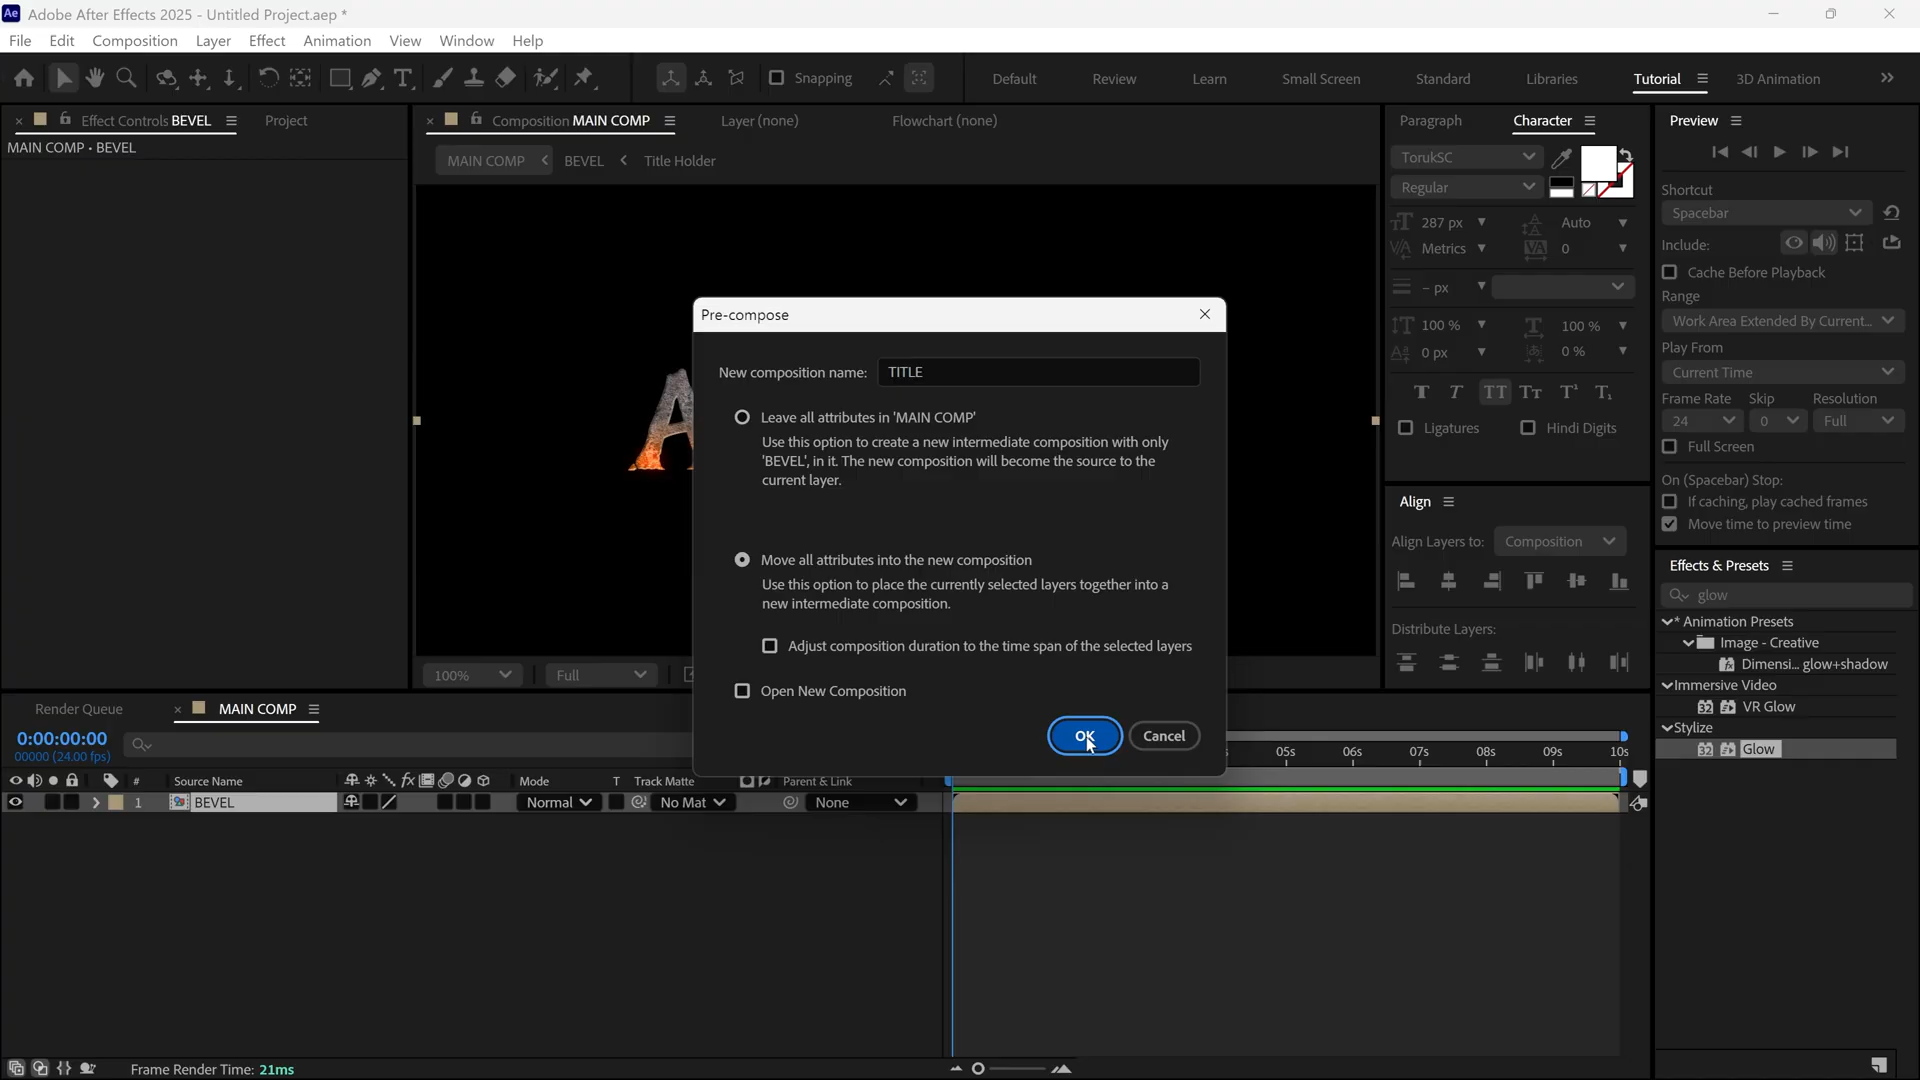 Ae Adobe After Effects 2025 - Untitled Project.aep *
File Edit Composition Layer Effect Animation View Window Help
Snapping Default Review Learn Small Screen Standard Libraries Tutorial 3D Animation
Effect Controls BEVEL Project
MAIN COMP • BEVEL
Composition MAIN COMP Layer (none) Flowchart (none)
MAIN COMP BEVEL Title Holder
Pre-compose
New composition name: TITLE
Leave all attributes in 'MAIN COMP'
Use this option to create a new intermediate composition with only
'BEVEL', in it. The new composition will become the source to the
current layer.
Move all attributes into the new composition
Use this option to place the currently selected layers together into a
new intermediate composition.
Adjust composition duration to the time span of the selected layers
Open New Composition
OK Cancel
A
100% Full
Paragraph Character
TorukSC
Regular
287 px Auto
Metrics 0
– px
100 % 100 %
0 px 0 %
T T TT Tт T¹ T₁
Ligatures Hindi Digits
Align
Align Layers to: Composition
Distribute Layers:
Preview
Shortcut
Spacebar
Include:
Cache Before Playback
Range
Work Area Extended By Current...
Play From
Current Time
Frame Rate Skip Resolution
24 0 Full
Full Screen
On (Spacebar) Stop:
If caching, play cached frames
Move time to preview time
Effects & Presets
glow
* Animation Presets
Image - Creative
Dimensi... glow+shadow
Immersive Video
32 VR Glow
Stylize
32 Glow
Render Queue MAIN COMP
0:00:00:00
00000 (24.00 fps)
05s 06s 07s 08s 09s 10s
# Source Name fx Mode T Track Matte Parent & Link
1 BEVEL Normal No Mat None
Frame Render Time: 21ms